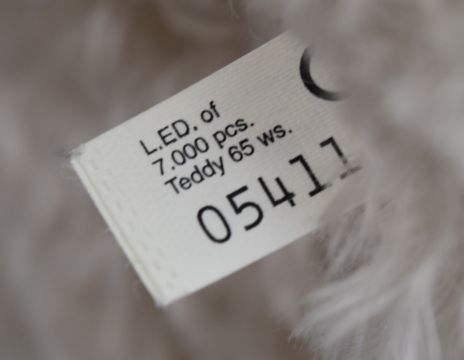 L.ED. of
7.000 pcs.
Teddy 65 ws.
05411